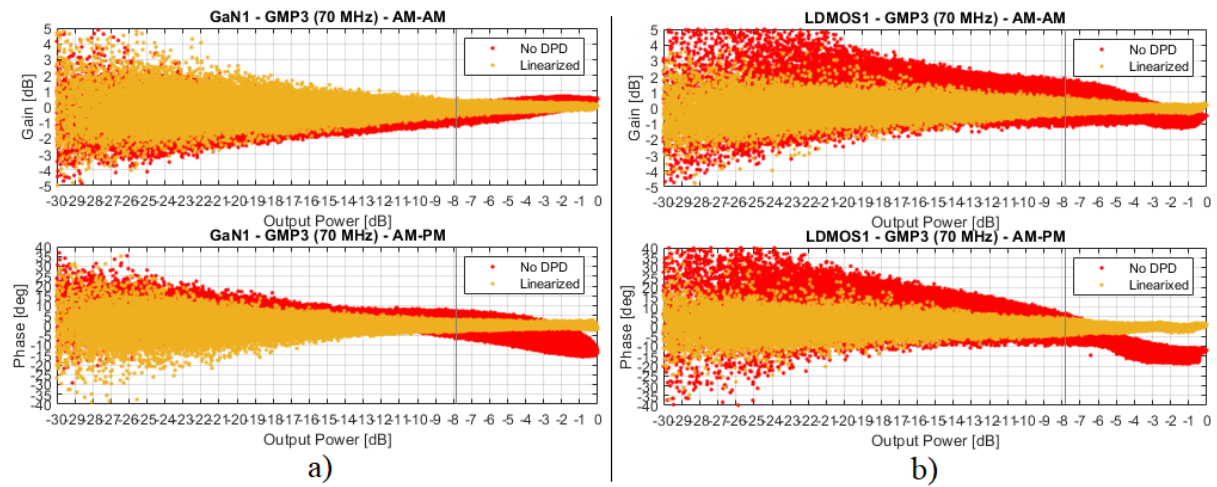 GaN1 - GMP3 (70 MHz) - AM-AM
5
4
3
2
1
0
-1
-2
-3
-4
-5
Gain [dB]
No DPD
Linearized
-30 -29 -28 -27 -26 -25 -24 -23 -22 -21 -20 -19 -18 -17 -16 -15 -14 -13 -12 -11 -10 -9 -8 -7 -6 -5 -4 -3 -2 -1 0
Output Power [dB]
GaN1 - GMP3 (70 MHz) - AM-PM
40
35
30
25
20
15
10
5
0
-5
-10
-15
-20
-25
-30
-35
-40
Phase [deg]
No DPD
Linearized
-30 -29 -28 -27 -26 -25 -24 -23 -22 -21 -20 -19 -18 -17 -16 -15 -14 -13 -12 -11 -10 -9 -8 -7 -6 -5 -4 -3 -2 -1 0
Output Power [dB]
a)
LDMOS1 - GMP3 (70 MHz) - AM-AM
5
4
3
2
1
0
-1
-2
-3
-4
-5
Gain [dB]
No DPD
Linearized
-30 -29 -28 -27 -26 -25 -24 -23 -22 -21 -20 -19 -18 -17 -16 -15 -14 -13 -12 -11 -10 -9 -8 -7 -6 -5 -4 -3 -2 -1 0
Output Power [dB]
LDMOS1 - GMP3 (70 MHz) - AM-PM
40
35
30
25
20
15
10
5
0
-5
-10
-15
-20
-25
-30
-35
-40
Phase [deg]
No DPD
Linearixed
-30 -29 -28 -27 -26 -25 -24 -23 -22 -21 -20 -19 -18 -17 -16 -15 -14 -13 -12 -11 -10 -9 -8 -7 -6 -5 -4 -3 -2 -1 0
Output Power [dB]
b)